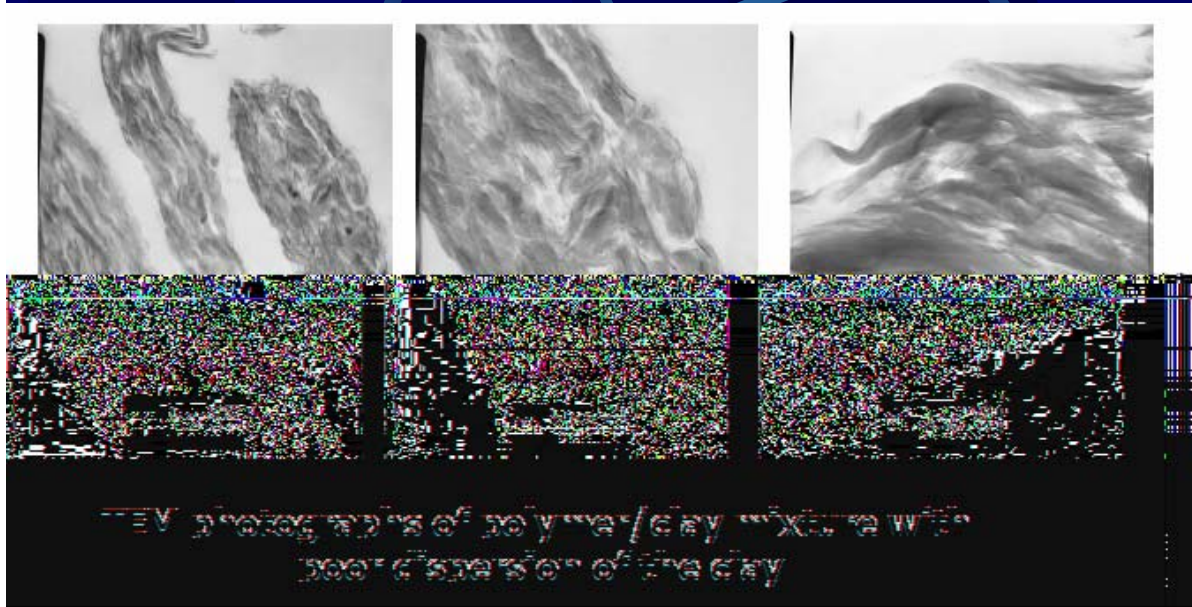 TEM photographs of polymer/clay mixture with
poor dispersion of the clay